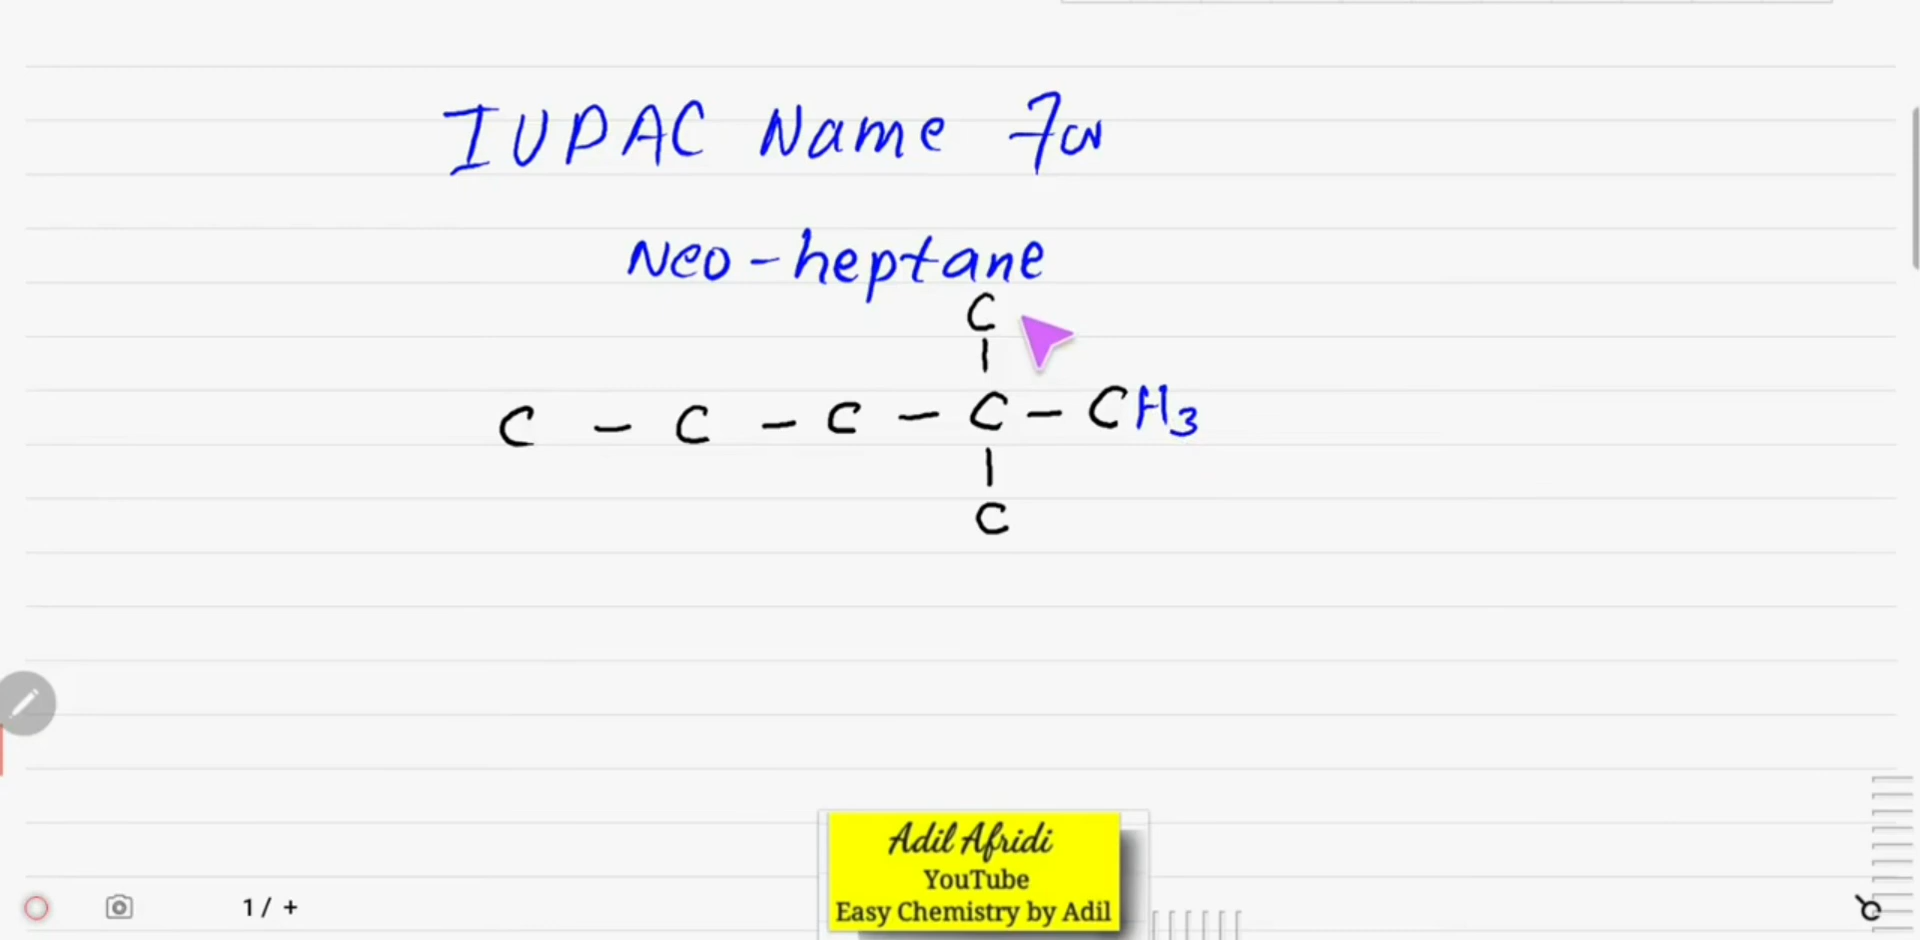 IUPAC Name For
Neo-heptane
C
|
C - C - C - C - CH3
|
C
Adil Afridi
YouTube
Easy Chemistry by Adil
1 / +